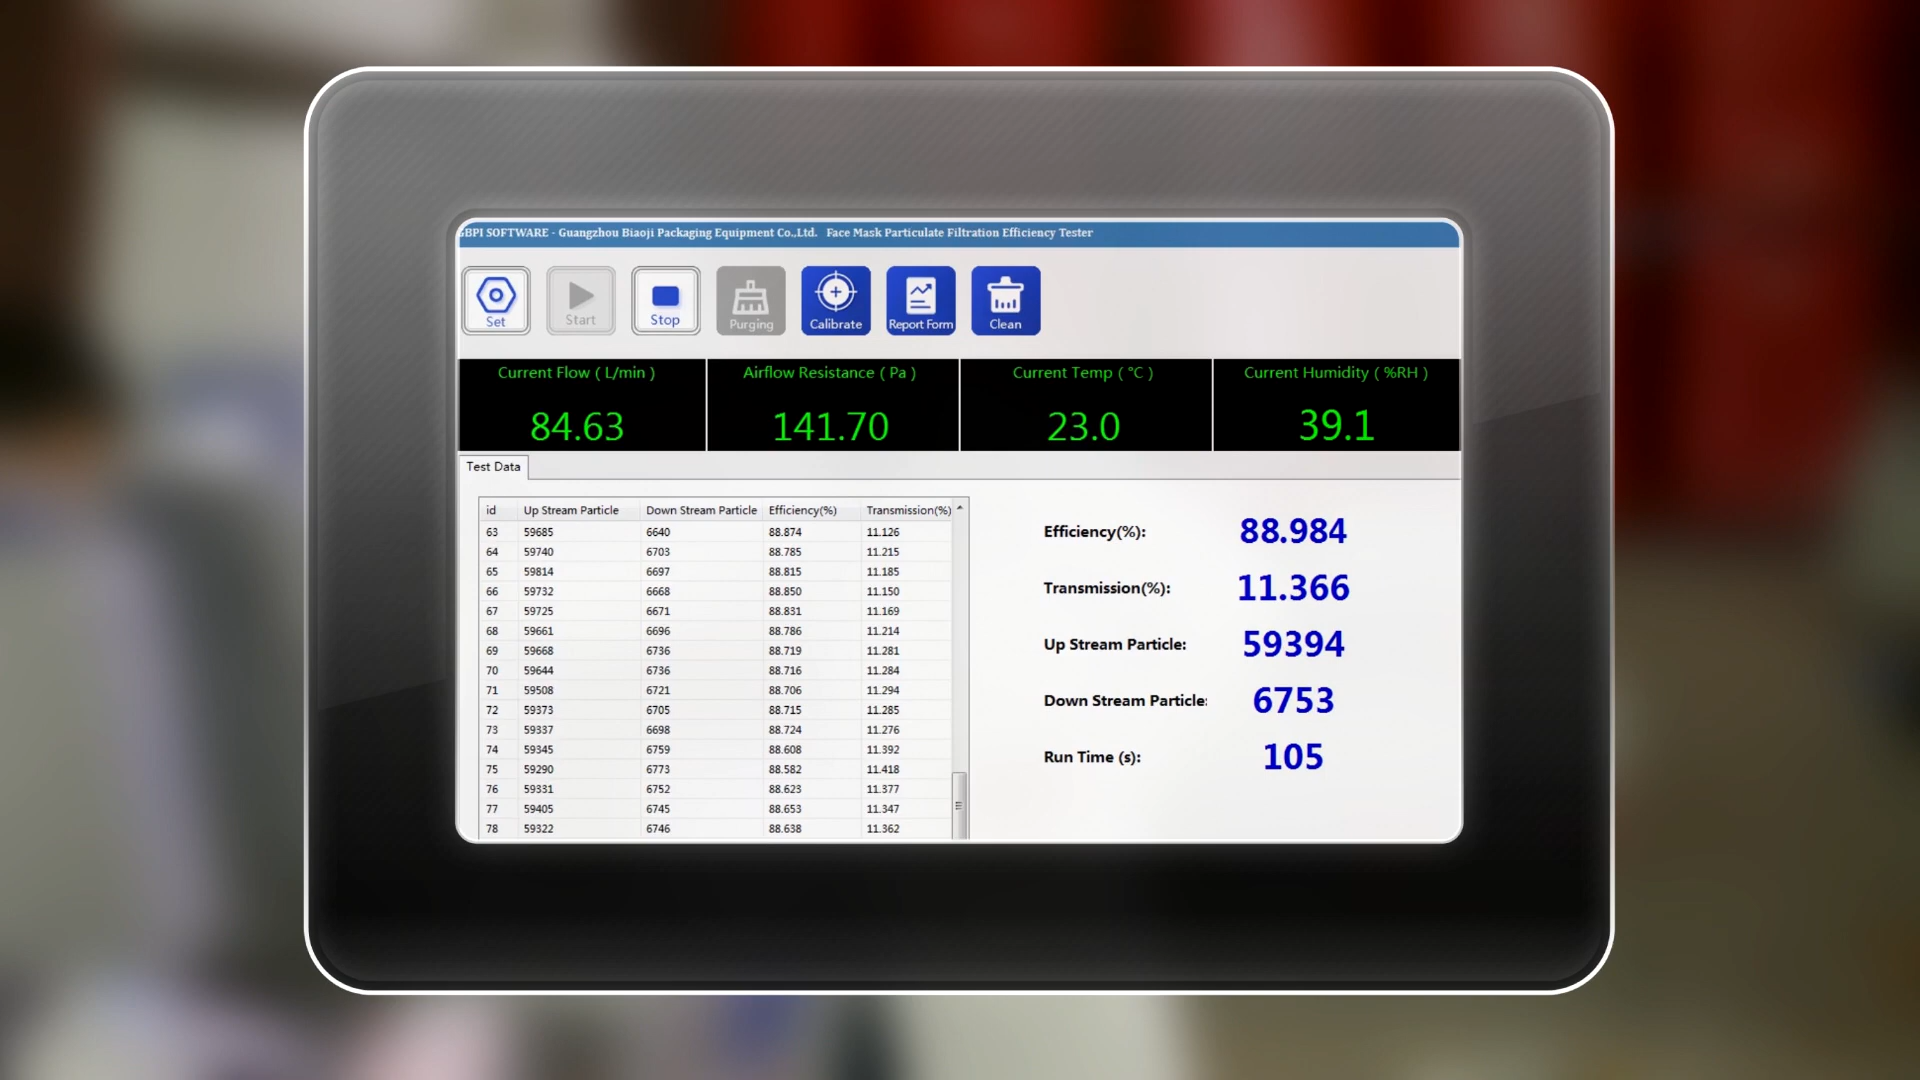 GBPI SOFTWARE - Guangzhou Biaoji Packaging Equipment Co.,Ltd. Face Mask Particulate Filtration Efficiency Tester
Set Start Stop Purging Calibrate Report Form Clean
Current Flow ( L/min ) Airflow Resistance ( Pa ) Current Temp ( °C ) Current Humidity ( %RH )
84.63 141.70 23.0 39.1
Test Data
id Up Stream Particle Down Stream Particle Efficiency(%) Transmission(%)
63 59685 6640 88.874 11.126
64 59740 6703 88.785 11.215
65 59814 6697 88.815 11.185
66 59732 6668 88.850 11.150
67 59725 6671 88.831 11.169
68 59661 6696 88.786 11.214
69 59668 6736 88.719 11.281
70 59644 6736 88.716 11.284
71 59508 6721 88.706 11.294
72 59373 6705 88.715 11.285
73 59337 6698 88.724 11.276
74 59345 6759 88.608 11.392
75 59290 6773 88.582 11.418
76 59331 6752 88.623 11.377
77 59405 6745 88.653 11.347
78 59322 6746 88.638 11.362
Efficiency(%): 88.984
Transmission(%): 11.366
Up Stream Particle: 59394
Down Stream Particle: 6753
Run Time (s): 105